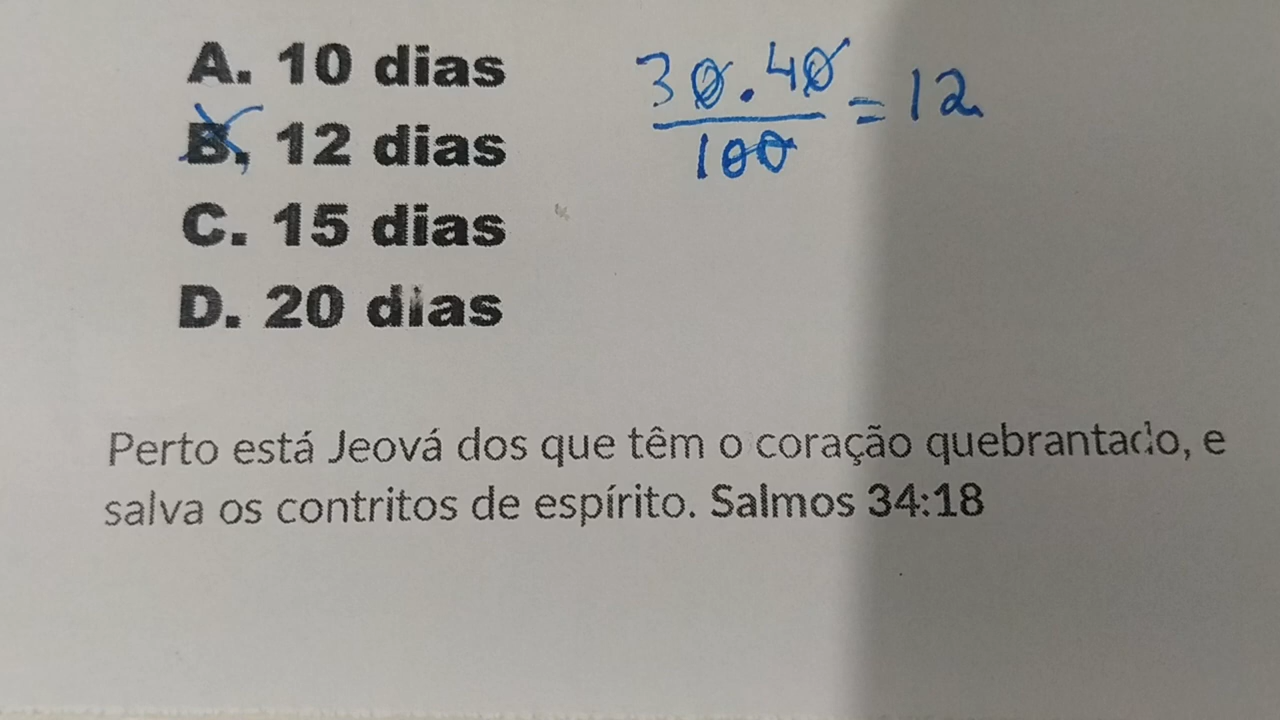 A. 10 dias
B. 12 dias
C. 15 dias
D. 20 dias
30.40
100
= 12
Perto está Jeová dos que têm o coração quebrantado, e
salva os contritos de espírito. Salmos 34:18